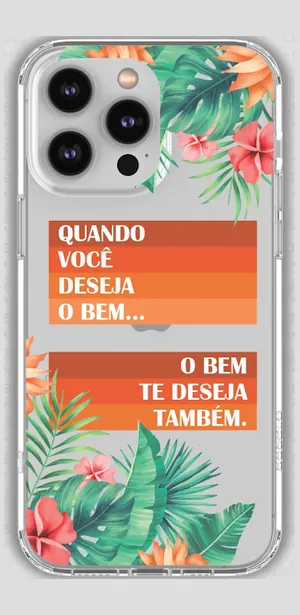 QUANDO
VOCÊ
DESEJA
O BEM...
O BEM
TE DESEJA
TAMBÉM.